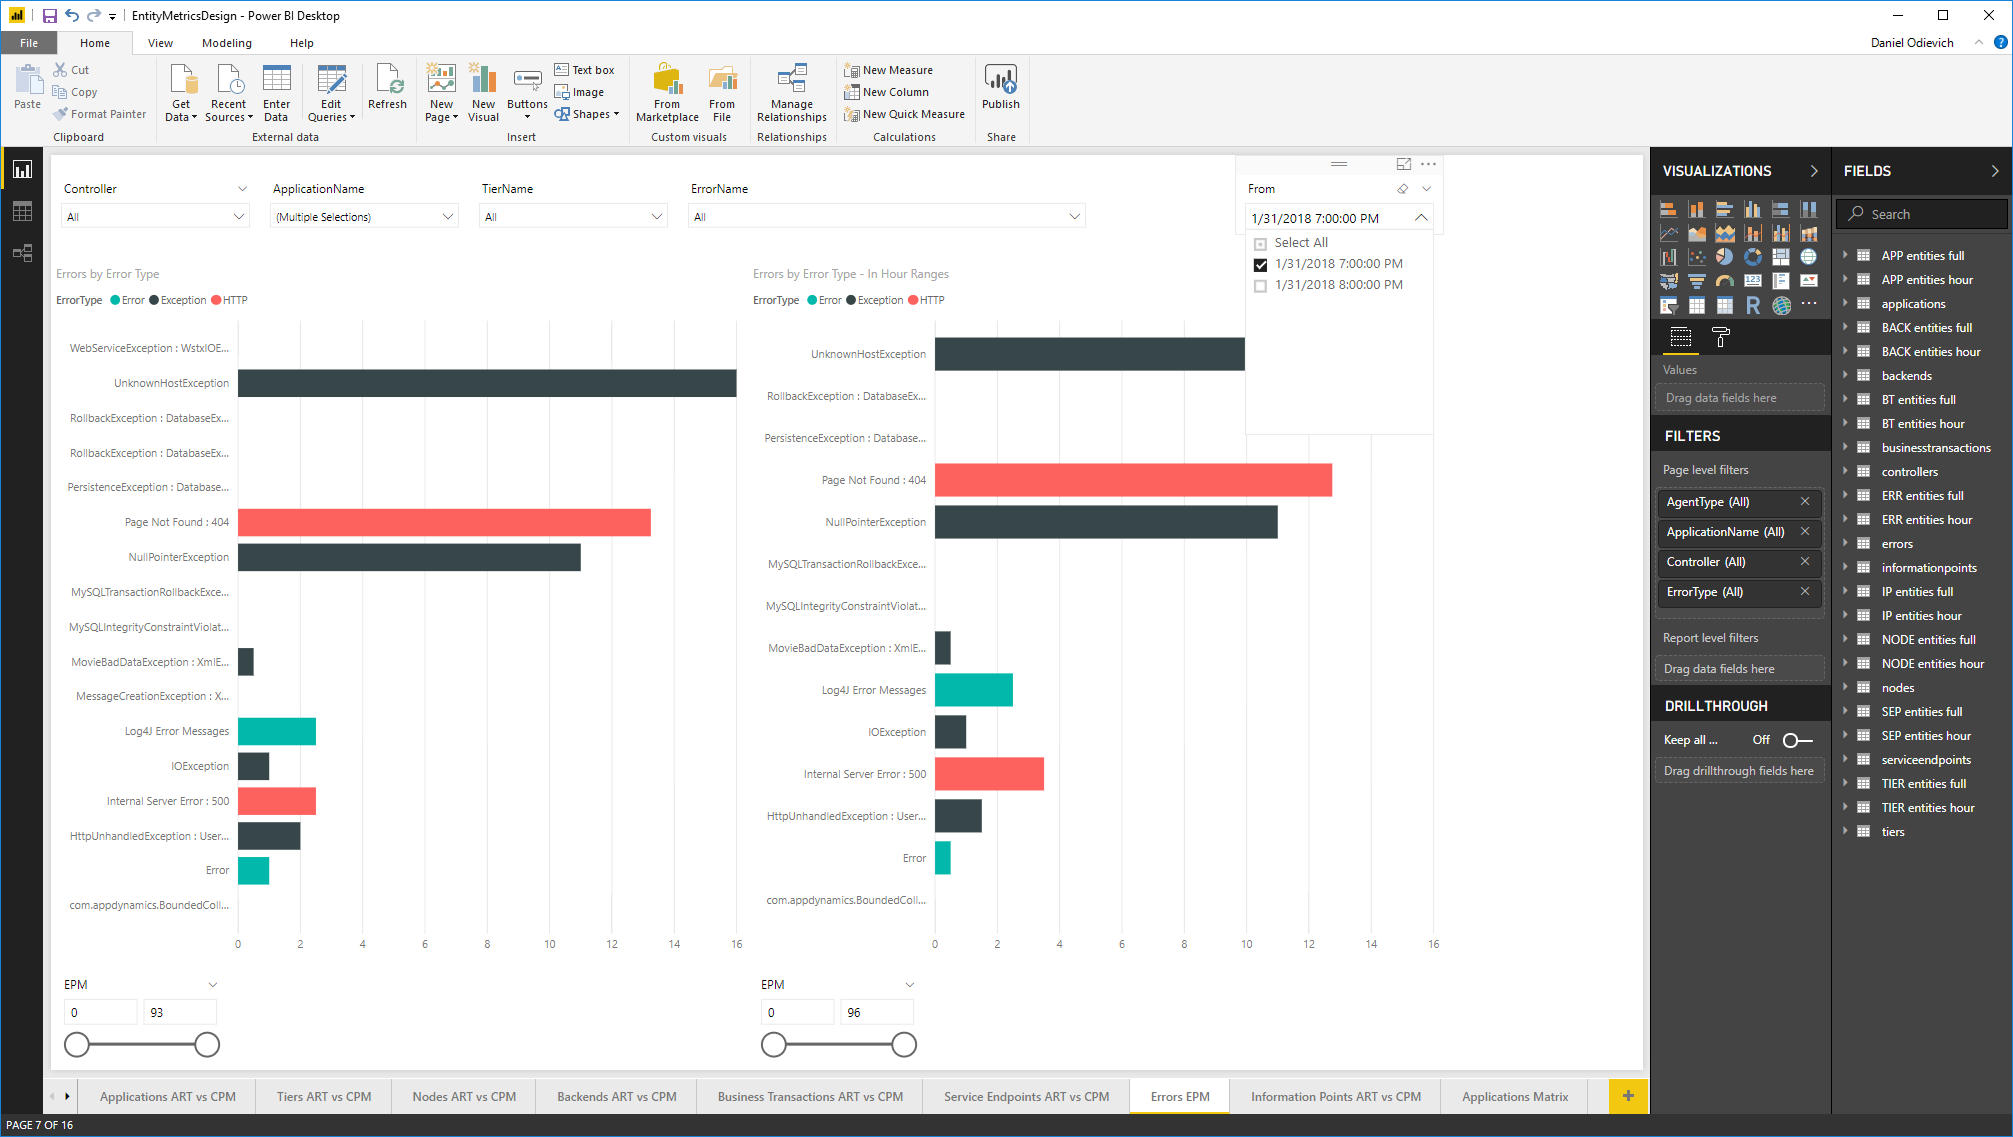 EntityMetricsDesign - Power BI Desktop
File
Home
View
Modeling
Help
Daniel Odievich
?
Paste
Cut
Copy
Format Painter
Clipboard
Get Data
Recent Sources
Enter Data
Edit Queries
Refresh
External data
New Page
New Visual
Buttons
Text box
Image
Shapes
Insert
From Marketplace
From File
Custom visuals
Manage Relationships
Relationships
New Measure
New Column
New Quick Measure
Calculations
Publish
Share
Controller
All
ApplicationName
(Multiple Selections)
TierName
All
ErrorName
All
From
1/31/2018 7:00:00 PM
Select All
1/31/2018 7:00:00 PM
1/31/2018 8:00:00 PM
Errors by Error Type
ErrorType Error Exception HTTP
WebServiceException : WstxIOE...
UnknownHostException
RollbackException : DatabaseEx...
RollbackException : DatabaseEx...
PersistenceException : Database...
Page Not Found : 404
NullPointerException
MySQLTransactionRollbackExce...
MySQLIntegrityConstraintViolat...
MovieBadDataException : XmlE...
MessageCreationException : X...
Log4J Error Messages
IOException
Internal Server Error : 500
HttpUnhandledException : User...
Error
com.appdynamics.BoundedColl...
0 2 4 6 8 10 12 14 16
Errors by Error Type - In Hour Ranges
ErrorType Error Exception HTTP
UnknownHostException
RollbackException : DatabaseEx...
PersistenceException : Database...
Page Not Found : 404
NullPointerException
MySQLTransactionRollbackExce...
MySQLIntegrityConstraintViolat...
MovieBadDataException : XmlE...
Log4J Error Messages
IOException
Internal Server Error : 500
HttpUnhandledException : User...
Error
com.appdynamics.BoundedColl...
0 2 4 6 8 10 12 14 16
EPM
0 93
EPM
0 96
VISUALIZATIONS
123
R
Values
Drag data fields here
FILTERS
Page level filters
AgentType (All)
ApplicationName (All)
Controller (All)
ErrorType (All)
Report level filters
Drag data fields here
DRILLTHROUGH
Keep all ... Off
Drag drillthrough fields here
FIELDS
Search
APP entities full
APP entities hour
applications
BACK entities full
BACK entities hour
backends
BT entities full
BT entities hour
businesstransactions
controllers
ERR entities full
ERR entities hour
errors
informationpoints
IP entities full
IP entities hour
NODE entities full
NODE entities hour
nodes
SEP entities full
SEP entities hour
serviceendpoints
TIER entities full
TIER entities hour
tiers
Applications ART vs CPM
Tiers ART vs CPM
Nodes ART vs CPM
Backends ART vs CPM
Business Transactions ART vs CPM
Service Endpoints ART vs CPM
Errors EPM
Information Points ART vs CPM
Applications Matrix
+
PAGE 7 OF 16